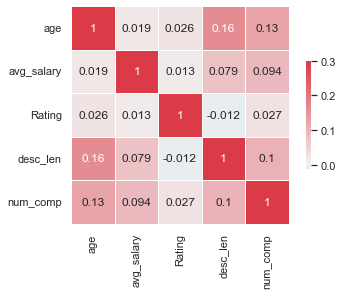 age 1 0.019 0.026 0.16 0.13
avg_salary 0.019 1 0.013 0.079 0.094
Rating 0.026 0.013 1 -0.012 0.027
desc_len 0.16 0.079 -0.012 1 0.1
num_comp 0.13 0.094 0.027 0.1 1
age avg_salary Rating desc_len num_comp
0.3
0.2
0.1
0.0